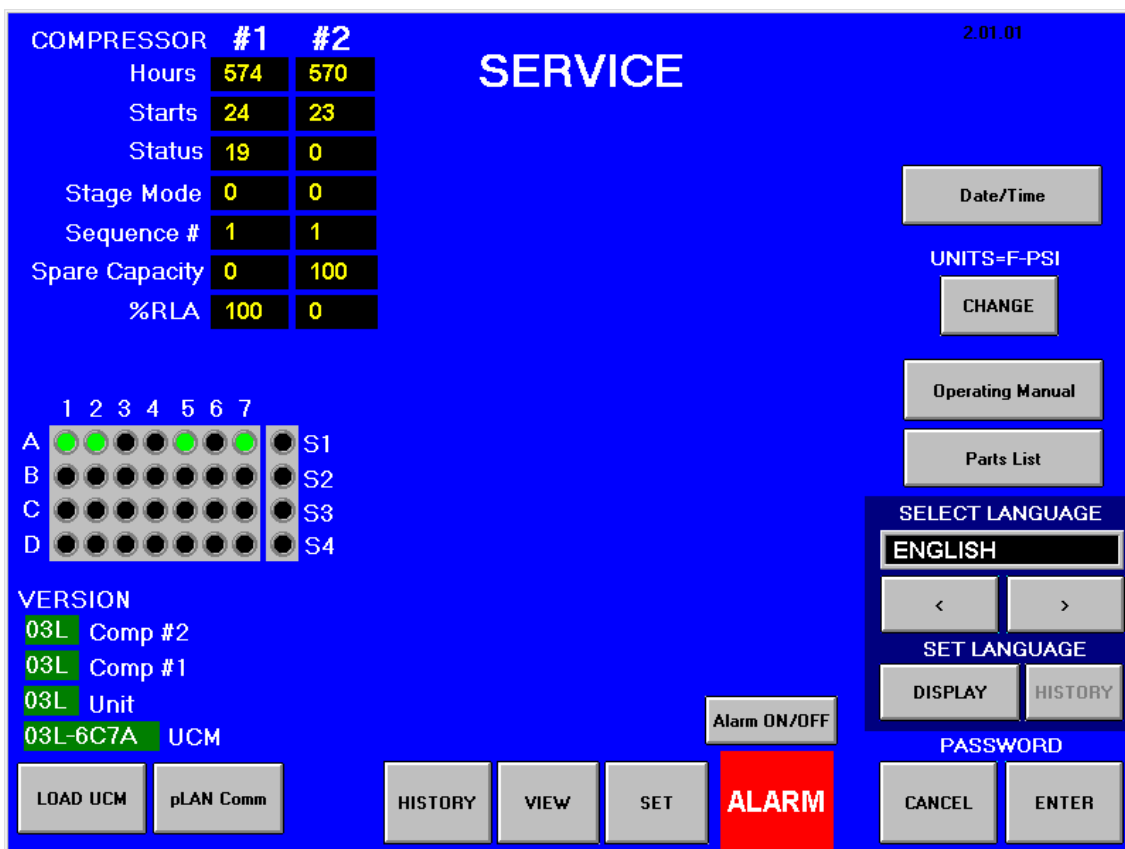 COMPRESSOR #1 #2
2.01.01
SERVICE
Hours 574 570
Starts 24 23
Status 19 0
Stage Mode 0 0
Sequence # 1 1
Spare Capacity 0 100
%RLA 100 0
Date/Time
UNITS=F-PSI
CHANGE
Operating Manual
Parts List
1 2 3 4 5 6 7
A S1
B S2
C S3
D S4
SELECT LANGUAGE
ENGLISH
< >
SET LANGUAGE
DISPLAY HISTORY
VERSION
03L Comp #2
03L Comp #1
03L Unit
03L-6C7A UCM
Alarm ON/OFF
PASSWORD
LOAD UCM pLAN Comm HISTORY VIEW SET ALARM CANCEL ENTER